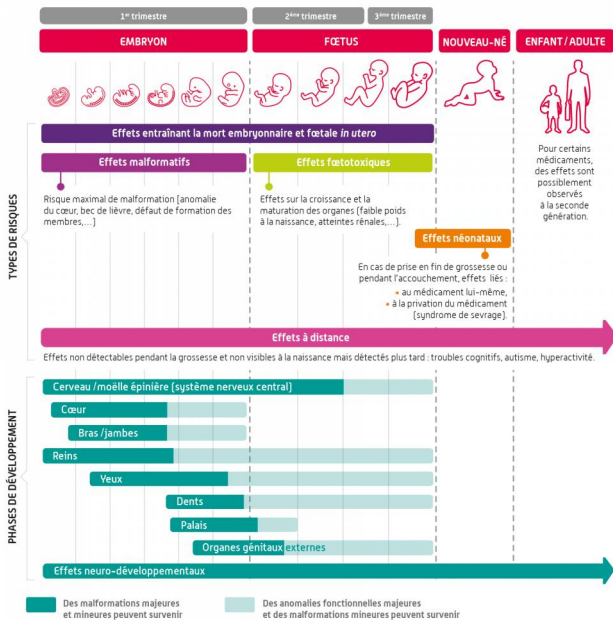 1er trimestre
2ème trimestre
3ème trimestre
EMBRYON
FŒTUS
NOUVEAU-NÉ
ENFANT/ADULTE
TYPES DE RISQUES
Effets entraînant la mort embryonnaire et fœtale in utero
Effets malformatifs
Effets fœtotoxiques
Risque maximal de malformation (anomalie
du cœur, bec de lièvre, défaut de formation des
membres,...)
Effets sur la croissance et la
maturation des organes (faible poids
à la naissance, atteintes rénales,...).
Pour certains
médicaments,
des effets sont
possiblement
observés
à la seconde
génération.
Effets néonataux
En cas de prise en fin de grossesse ou
pendant l'accouchement, effets liés :
• au médicament lui-même,
• à la privation du médicament
(syndrome de sevrage).
Effets à distance
Effets non détectables pendant la grossesse et non visibles à la naissance mais détectés plus tard : troubles cognitifs, autisme, hyperactivité.
PHASES DE DÉVELOPPEMENT
Cerveau/moëlle épinière (système nerveux central)
Cœur
Bras/jambes
Reins
Yeux
Dents
Palais
Organes génitaux externes
Effets neuro-développementaux
Des malformations majeures
et mineures peuvent survenir
Des anomalies fonctionnelles majeures
et des malformations mineures peuvent survenir